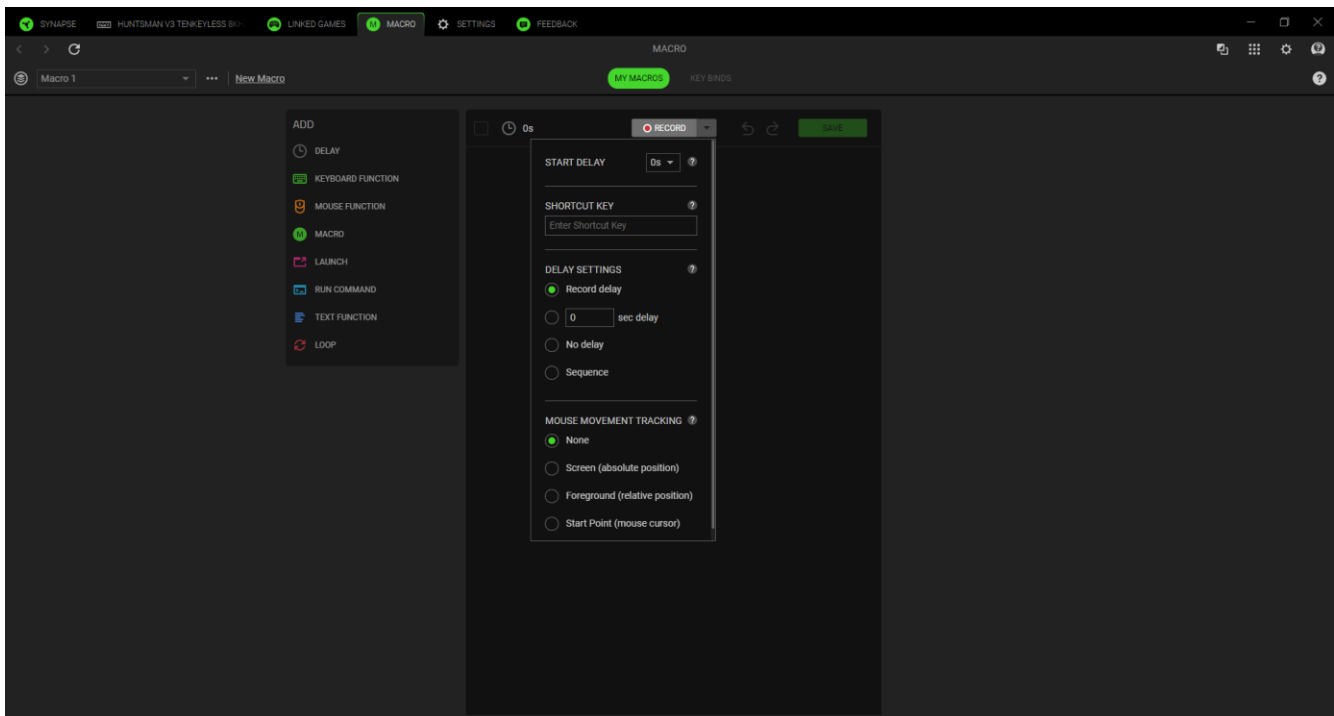 SYNAPSE HUNTSMAN V3 TENKEYLESS 8KH LINKED GAMES M MACRO SETTINGS FEEDBACK
MACRO
Macro 1 New Macro MY MACROS KEY BINDS
ADD
DELAY
KEYBOARD FUNCTION
MOUSE FUNCTION
M MACRO
LAUNCH
RUN COMMAND
TEXT FUNCTION
LOOP
0s RECORD SAVE
START DELAY 0s ?
SHORTCUT KEY ?
Enter Shortcut Key
DELAY SETTINGS ?
Record delay
0 sec delay
No delay
Sequence
MOUSE MOVEMENT TRACKING ?
None
Screen (absolute position)
Foreground (relative position)
Start Point (mouse cursor)